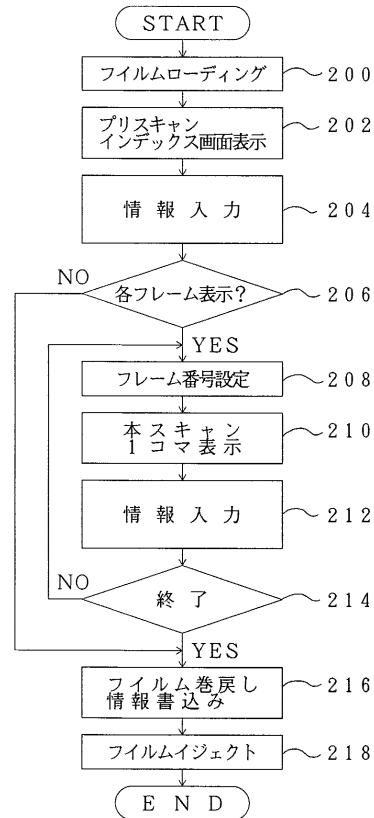 START
フイルムローディング
200
プリスキャン
インデックス画面表示
202
情報入力
204
NO
各フレーム表示?
206
YES
フレーム番号設定
208
本スキャン
1コマ表示
210
情報入力
212
NO
終了
214
YES
フイルム巻戻し
情報書込み
216
フイルムイジェクト
218
END